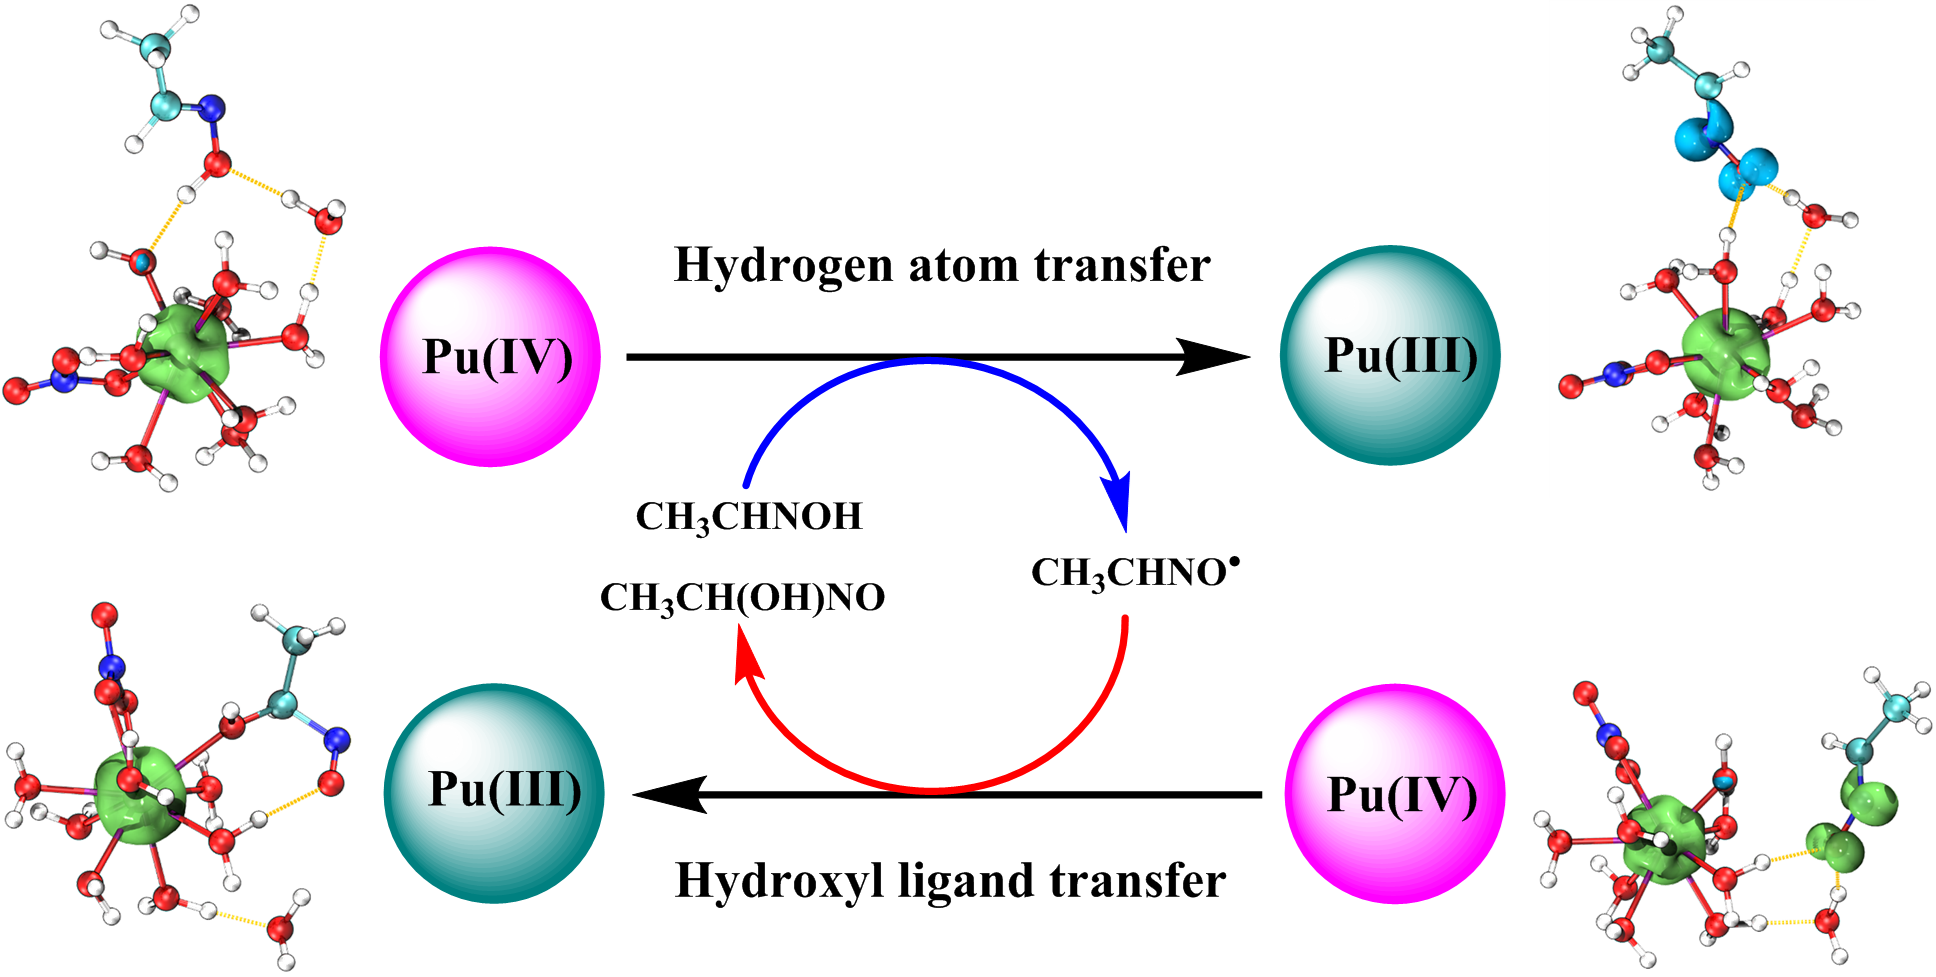 Hydrogen atom transfer
Pu(IV)
Pu(III)
CH₃CHNOH
CH₃CHNO•
CH₃CH(OH)NO
Pu(III)
Pu(IV)
Hydroxyl ligand transfer